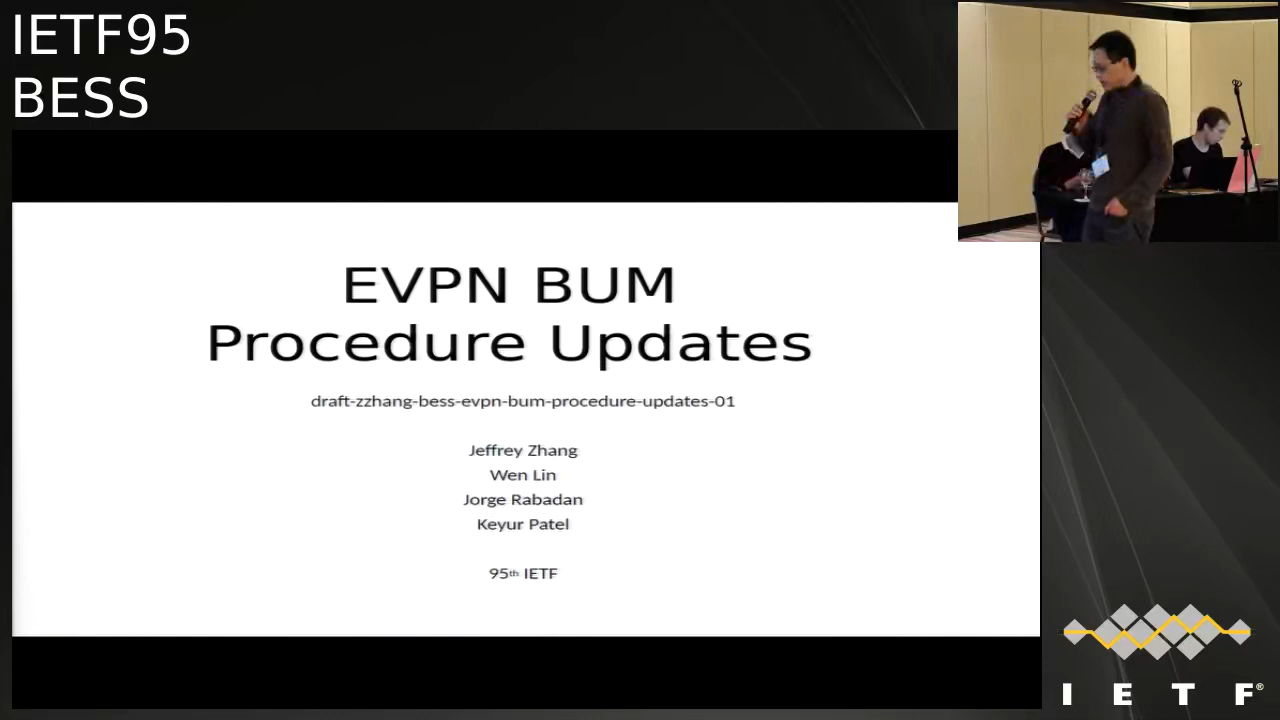 IETF95
BESS
EVPN BUM
Procedure Updates
draft-zzhang-bess-evpn-bum-procedure-updates-01
Jeffrey Zhang
Wen Lin
Jorge Rabadan
Keyur Patel
95th IETF
I E T F®